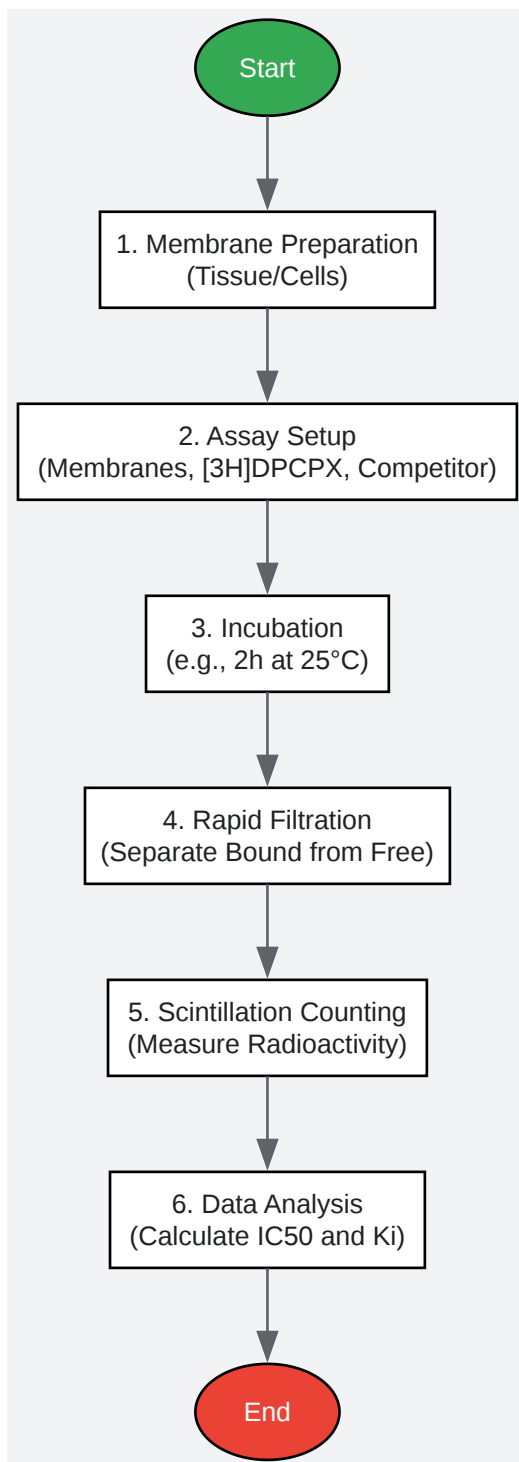 Start
1. Membrane Preparation
(Tissue/Cells)
2. Assay Setup
(Membranes, [3H]DPCPX, Competitor)
3. Incubation
(e.g., 2h at 25°C)
4. Rapid Filtration
(Separate Bound from Free)
5. Scintillation Counting
(Measure Radioactivity)
6. Data Analysis
(Calculate IC50 and Ki)
End